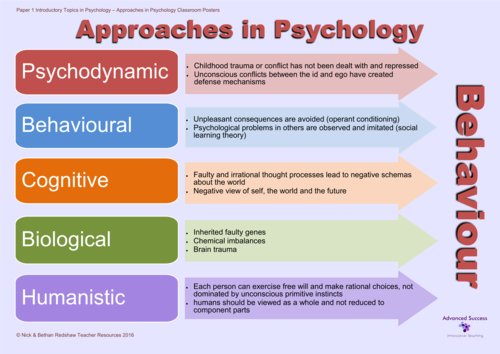 Paper 1 Introductory Topics in Psychology – Approaches in Psychology Classroom Posters
Approaches in Psychology
Psychodynamic
• Childhood trauma or conflict has not been dealt with and repressed
• Unconscious conflicts between the id and ego have created
defense mechanisms
Behavioural
• Unpleasant consequences are avoided (operant conditioning)
• Psychological problems in others are observed and imitated (social
learning theory)
Cognitive
• Faulty and irrational thought processes lead to negative schemas
about the world
• Negative view of self, the world and the future
Biological
• Inherited faulty genes
• Chemical imbalances
• Brain trauma
Humanistic
• Each person can exercise free will and make rational choices, not
dominated by unconscious primitive instincts
• humans should be viewed as a whole and not reduced to
component parts
Behaviour
© Nick & Bethan Redshaw Teacher Resources 2016
Advanced Success
Innovative Teaching